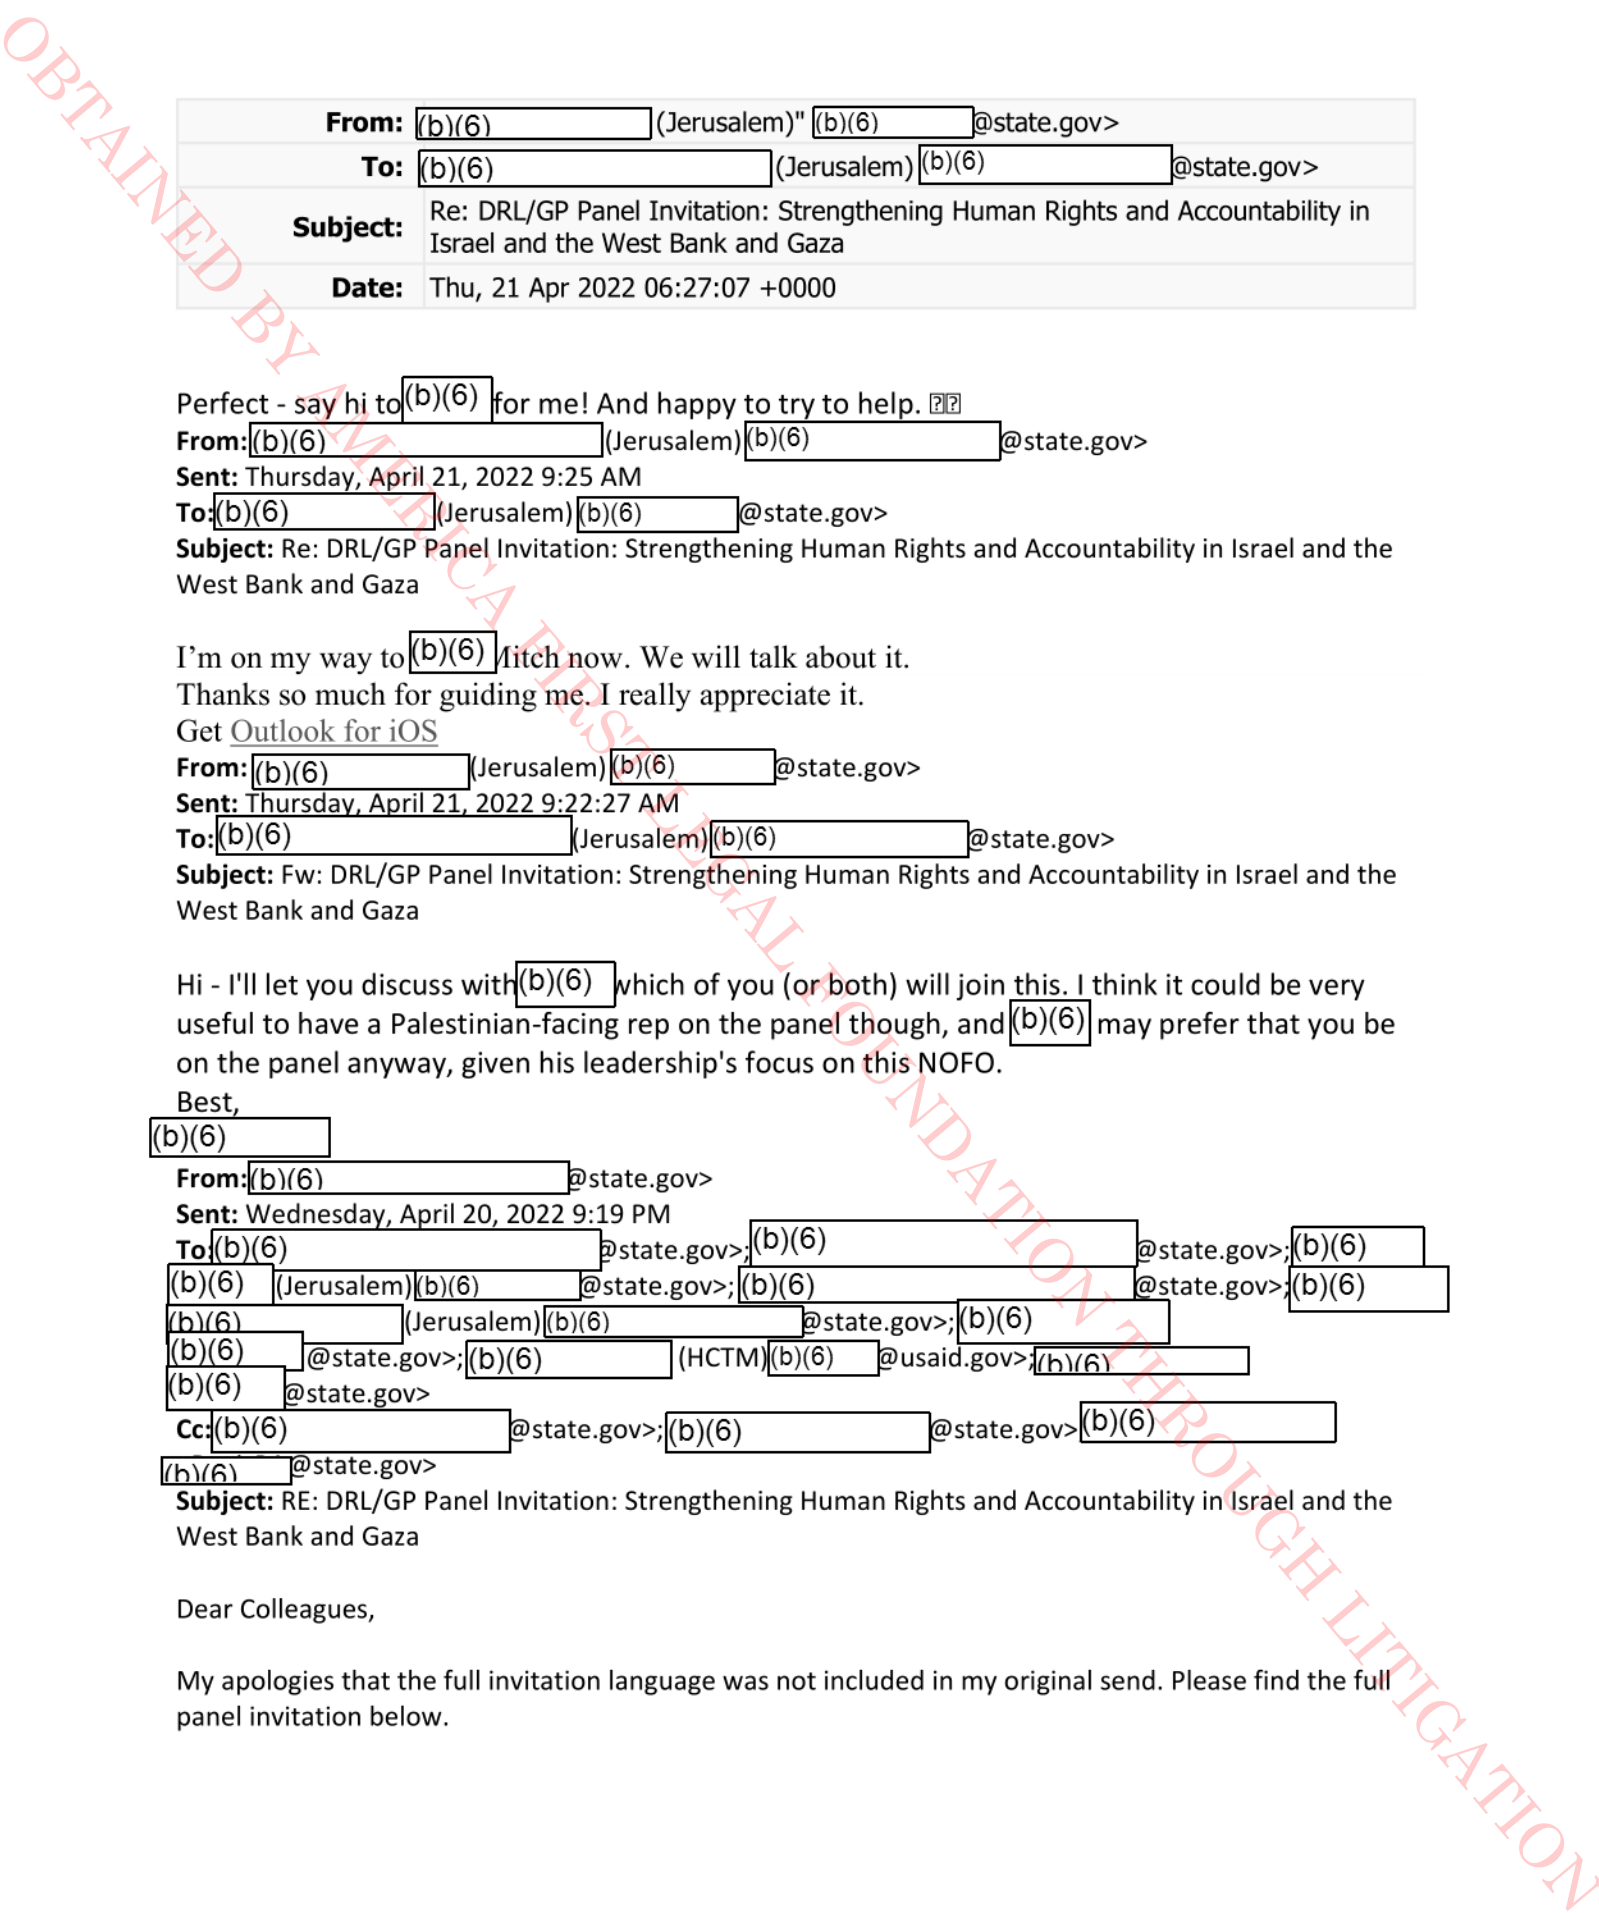 OBTAINED BY AMERICA FIRST LEGAL FOUNDATION THROUGH LITIGATION
From: (b)(6) (Jerusalem)" (b)(6) @state.gov>
To: (b)(6) (Jerusalem) (b)(6) @state.gov>
Subject: Re: DRL/GP Panel Invitation: Strengthening Human Rights and Accountability in
Israel and the West Bank and Gaza
Date: Thu, 21 Apr 2022 06:27:07 +0000
Perfect - say hi to (b)(6) for me! And happy to try to help.
From: (b)(6) (Jerusalem) (b)(6) @state.gov>
Sent: Thursday, April 21, 2022 9:25 AM
To: (b)(6) (Jerusalem) (b)(6) @state.gov>
Subject: Re: DRL/GP Panel Invitation: Strengthening Human Rights and Accountability in Israel and the
West Bank and Gaza
I'm on my way to (b)(6) Mitch now. We will talk about it.
Thanks so much for guiding me. I really appreciate it.
Get Outlook for iOS
From: (b)(6) (Jerusalem) (b)(6) @state.gov>
Sent: Thursday, April 21, 2022 9:22:27 AM
To: (b)(6) (Jerusalem) (b)(6) @state.gov>
Subject: Fw: DRL/GP Panel Invitation: Strengthening Human Rights and Accountability in Israel and the
West Bank and Gaza
Hi - I'll let you discuss with (b)(6) which of you (or both) will join this. I think it could be very
useful to have a Palestinian-facing rep on the panel though, and (b)(6) may prefer that you be
on the panel anyway, given his leadership's focus on this NOFO.
Best,
(b)(6)
From: (b)(6) @state.gov>
Sent: Wednesday, April 20, 2022 9:19 PM
To: (b)(6) @state.gov>; (b)(6) @state.gov>; (b)(6)
(b)(6) (Jerusalem) (b)(6) @state.gov>; (b)(6) @state.gov>; (b)(6)
(b)(6) (Jerusalem) (b)(6) @state.gov>; (b)(6)
(b)(6) @state.gov>; (b)(6) (HCTM) (b)(6) @usaid.gov>; (b)(6)
(b)(6) @state.gov>
Cc: (b)(6) @state.gov>; (b)(6) @state.gov> (b)(6)
(b)(6) @state.gov>
Subject: RE: DRL/GP Panel Invitation: Strengthening Human Rights and Accountability in Israel and the
West Bank and Gaza
Dear Colleagues,
My apologies that the full invitation language was not included in my original send. Please find the full
panel invitation below.